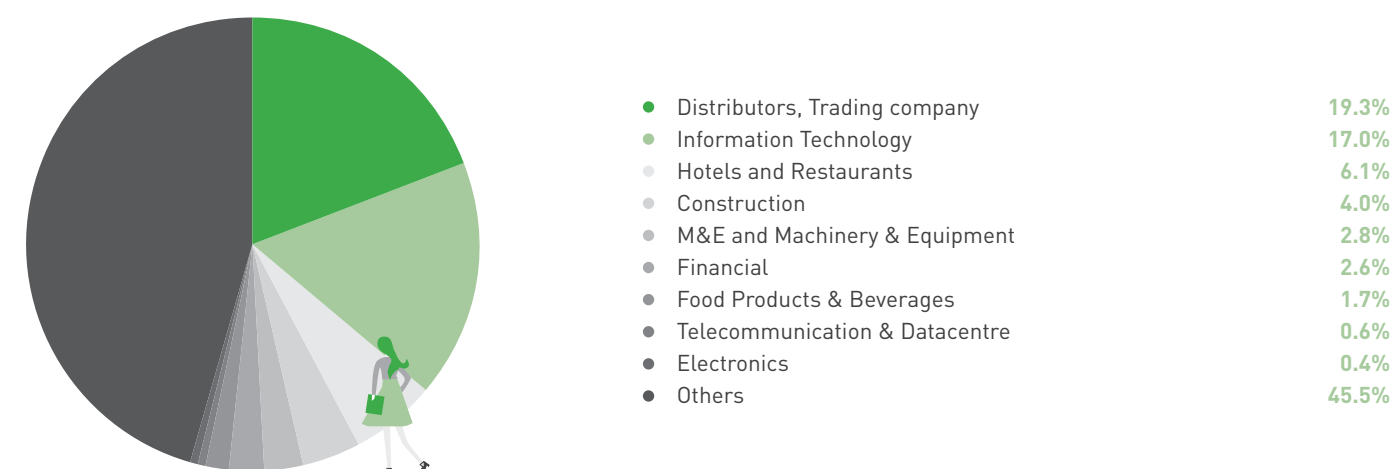 Distributors, Trading company 19.3%
Information Technology 17.0%
Hotels and Restaurants 6.1%
Construction 4.0%
M&E and Machinery & Equipment 2.8%
Financial 2.6%
Food Products & Beverages 1.7%
Telecommunication & Datacentre 0.6%
Electronics 0.4%
Others 45.5%